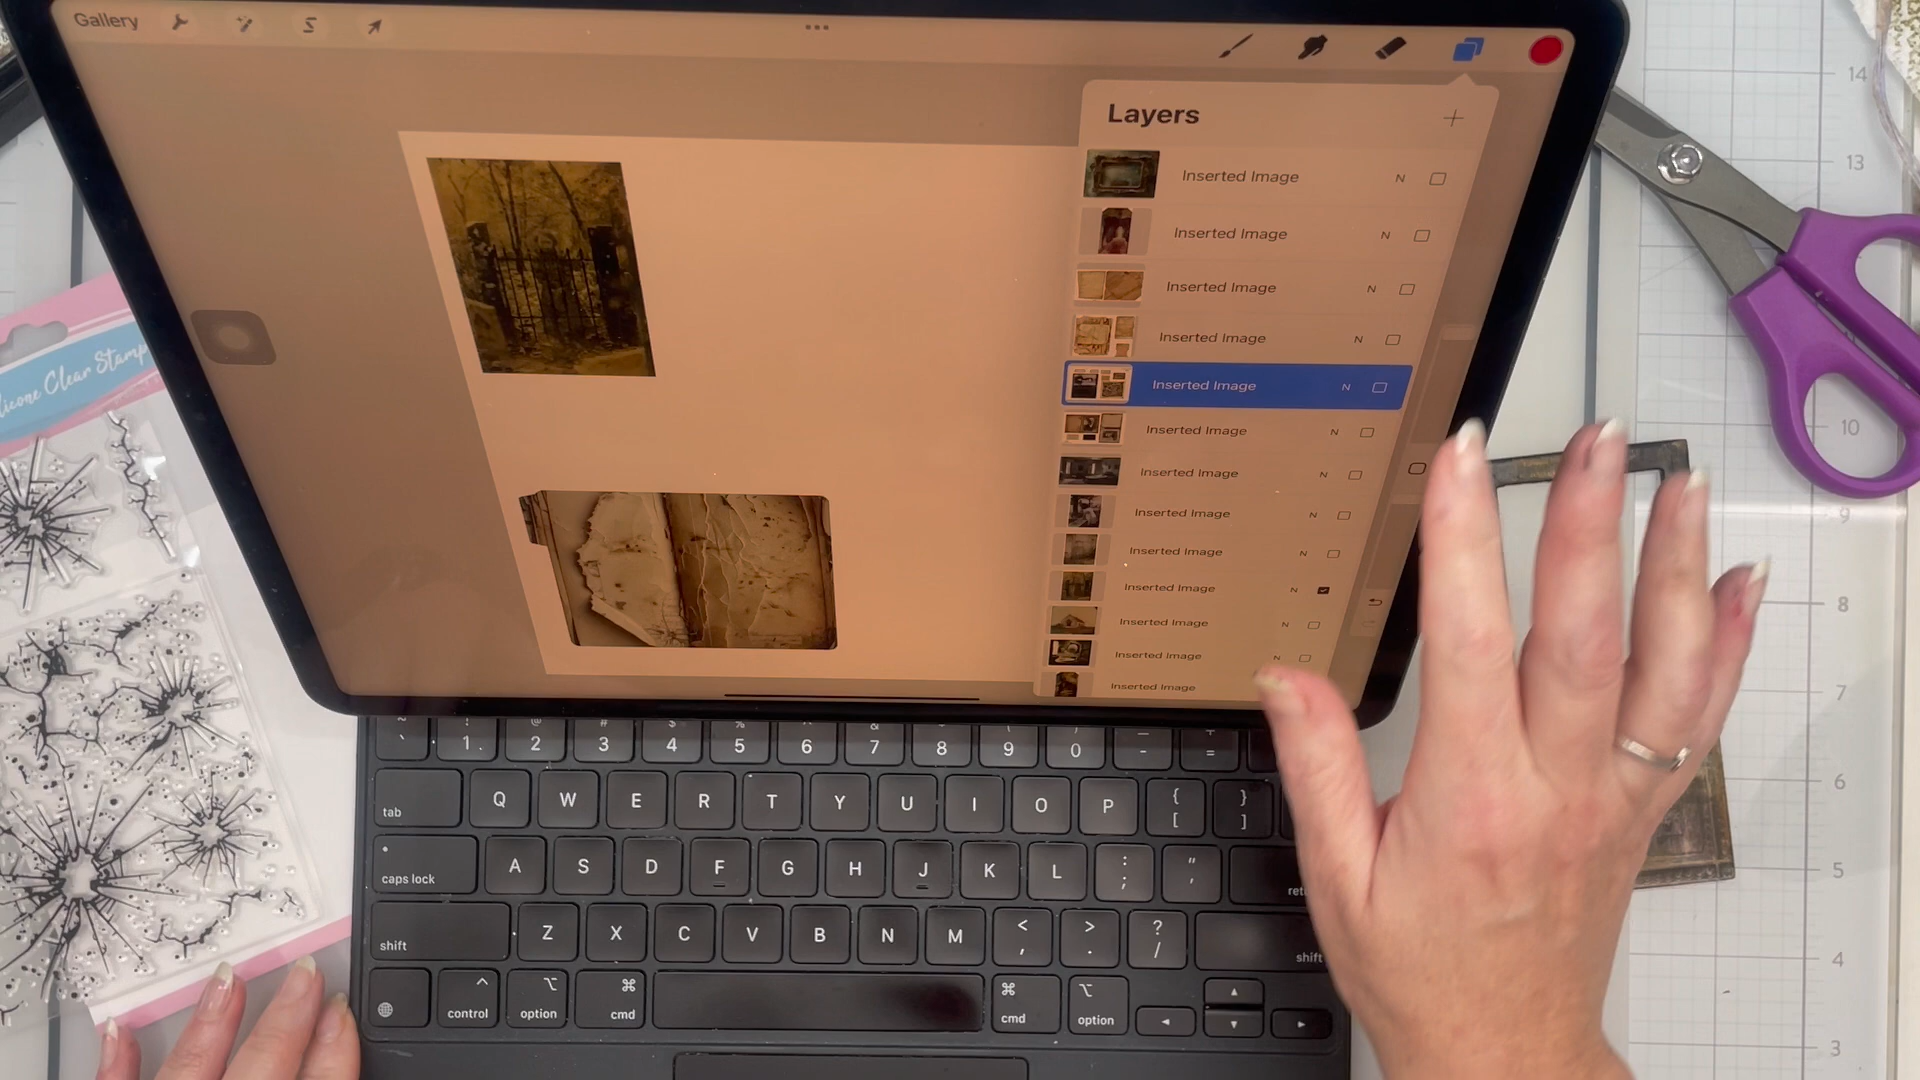 Gallery
Layers
Inserted Image N
Inserted Image N
Inserted Image N
Inserted Image N
Inserted Image N
Inserted Image N
Inserted Image N
Inserted Image N
Inserted Image N
Inserted Image N
Inserted Image
Inserted Image N
Inserted Image
licone Clear Stamp
14
13
10
9
8
7
6
5
4
3
~ ! @ # $ % ^ & * ( ) — +
` 1 2 3 4 5 6 7 8 9 0 - =
tab Q W E R T Y U I O P { [ } ]
caps lock A S D F G H J K L : ; " ' ret
shift Z X C V B N M < , > . ? / shift
control option cmd cmd option